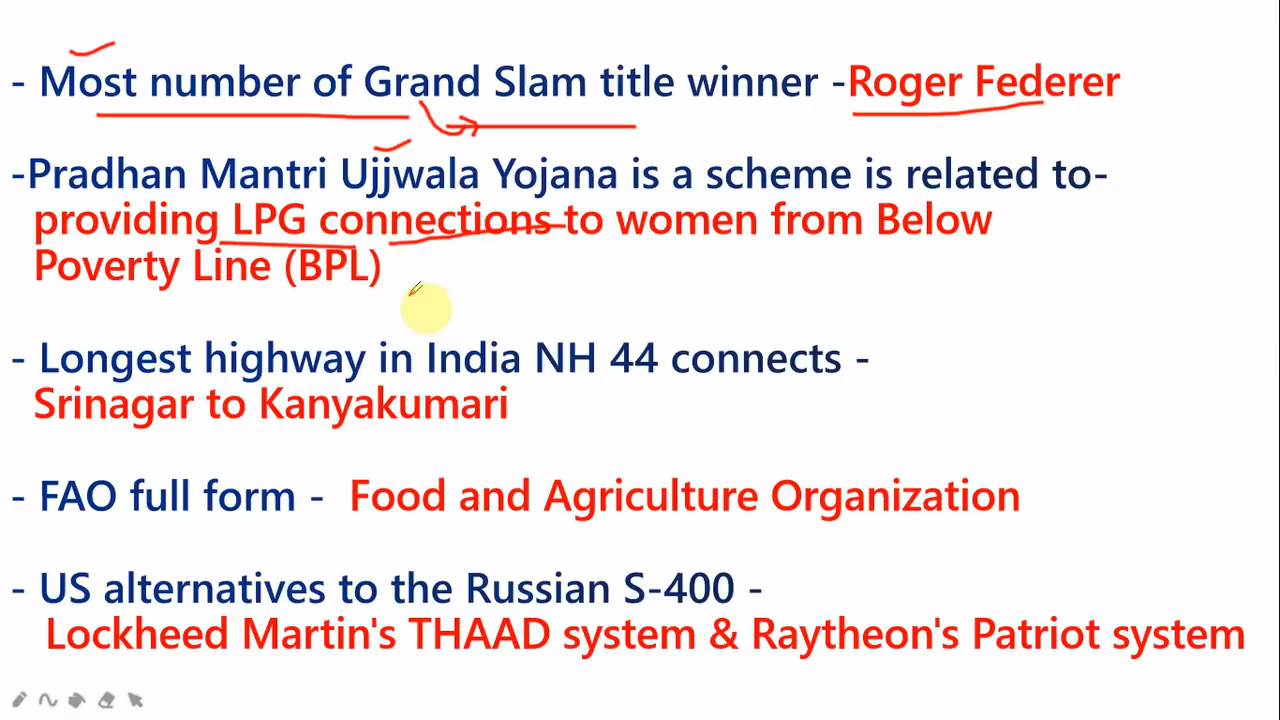 - Most number of Grand Slam title winner -Roger Federer
-Pradhan Mantri Ujjwala Yojana is a scheme is related to-
providing LPG connections to women from Below
Poverty Line (BPL)
- Longest highway in India NH 44 connects -
Srinagar to Kanyakumari
- FAO full form - Food and Agriculture Organization
- US alternatives to the Russian S-400 -
Lockheed Martin's THAAD system & Raytheon's Patriot system